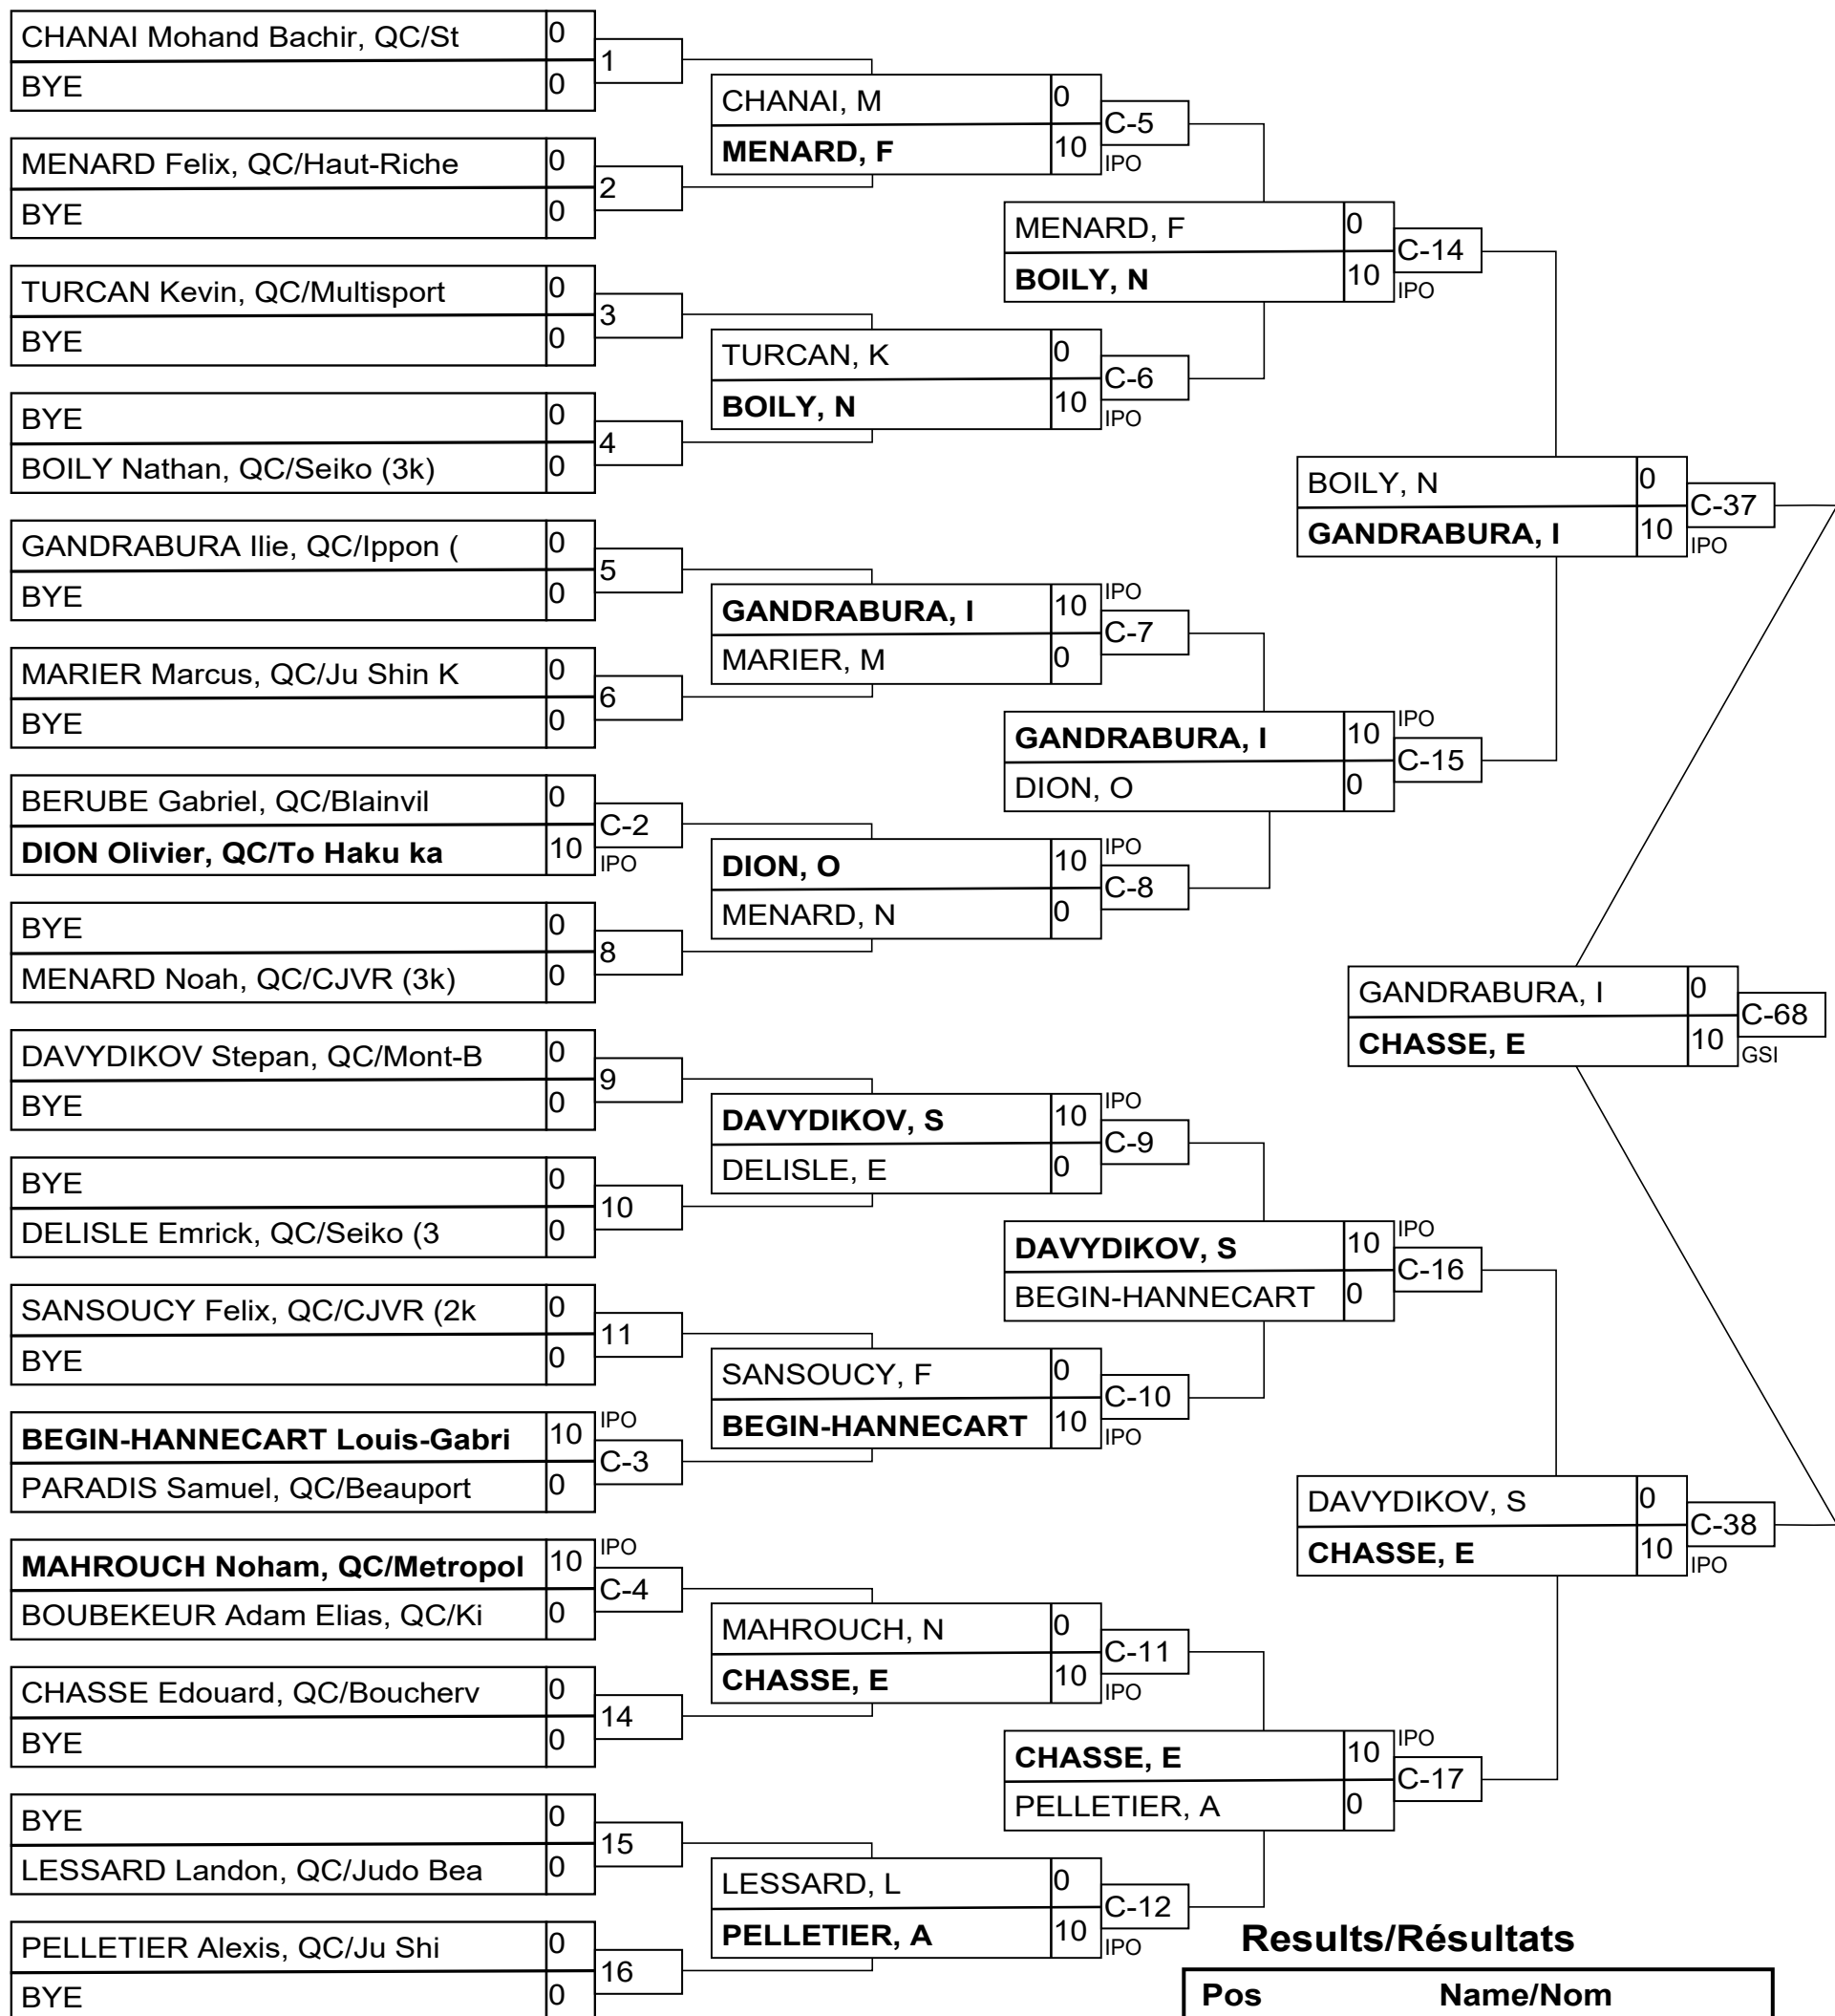 CHANAI Mohand Bachir, QC/St 0
BYE 0
1
MENARD Felix, QC/Haut-Riche 0
BYE 0
2
TURCAN Kevin, QC/Multisport 0
BYE 0
3
BYE 0
BOILY Nathan, QC/Seiko (3k) 0
4
GANDRABURA Ilie, QC/Ippon ( 0
BYE 0
5
MARIER Marcus, QC/Ju Shin K 0
BYE 0
6
BERUBE Gabriel, QC/Blainvil 0
DION Olivier, QC/To Haku ka 10
C-2
IPO
BYE 0
MENARD Noah, QC/CJVR (3k) 0
8
DAVYDIKOV Stepan, QC/Mont-B 0
BYE 0
9
BYE 0
DELISLE Emrick, QC/Seiko (3 0
10
SANSOUCY Felix, QC/CJVR (2k 0
BYE 0
11
BEGIN-HANNECART Louis-Gabri 10
PARADIS Samuel, QC/Beauport 0
IPO
C-3
MAHROUCH Noham, QC/Metropol 10
BOUBEKEUR Adam Elias, QC/Ki 0
IPO
C-4
CHASSE Edouard, QC/Boucherv 0
BYE 0
14
BYE 0
LESSARD Landon, QC/Judo Bea 0
15
PELLETIER Alexis, QC/Ju Shi 0
BYE 0
16
CHANAI, M 0
MENARD, F 10
C-5
IPO
TURCAN, K 0
BOILY, N 10
C-6
IPO
GANDRABURA, I 10
MARIER, M 0
IPO
C-7
DION, O 10
MENARD, N 0
IPO
C-8
DAVYDIKOV, S 10
DELISLE, E 0
IPO
C-9
SANSOUCY, F 0
BEGIN-HANNECART 10
C-10
IPO
MAHROUCH, N 0
CHASSE, E 10
C-11
IPO
LESSARD, L 0
PELLETIER, A 10
C-12
IPO
MENARD, F 0
BOILY, N 10
C-14
IPO
GANDRABURA, I 10
DION, O 0
IPO
C-15
DAVYDIKOV, S 10
BEGIN-HANNECART 0
IPO
C-16
CHASSE, E 10
PELLETIER, A 0
IPO
C-17
BOILY, N 0
GANDRABURA, I 10
C-37
IPO
DAVYDIKOV, S 0
CHASSE, E 10
C-38
IPO
GANDRABURA, I 0
CHASSE, E 10
C-68
GSI
Results/Résultats
Pos Name/Nom